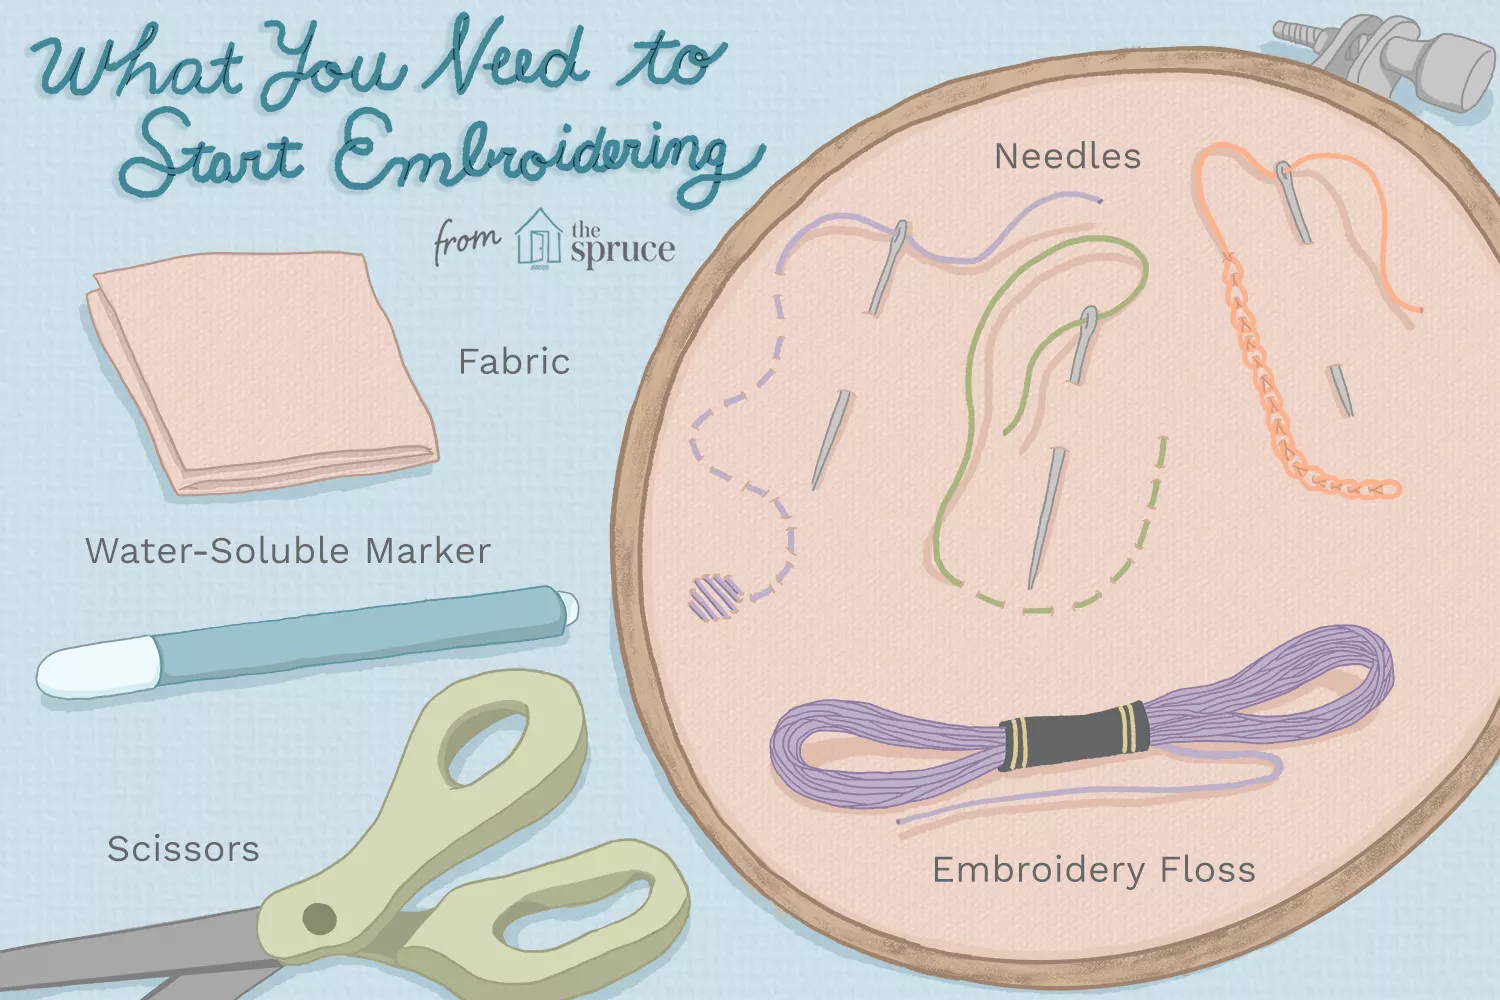 What You Need to
Start Embroidering
from the spruce
Needles
Fabric
Water-Soluble Marker
Scissors
Embroidery Floss